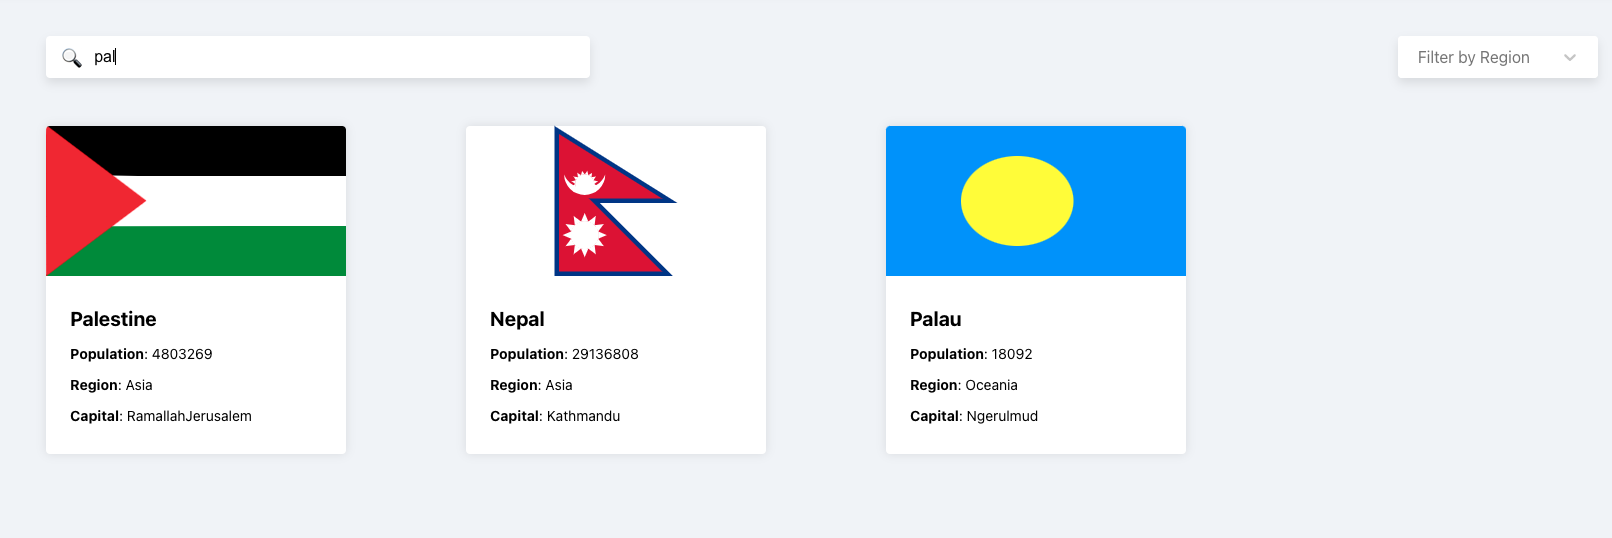 pal
Filter by Region
Palestine
Population: 4803269
Region: Asia
Capital: RamallahJerusalem
Nepal
Population: 29136808
Region: Asia
Capital: Kathmandu
Palau
Population: 18092
Region: Oceania
Capital: Ngerulmud